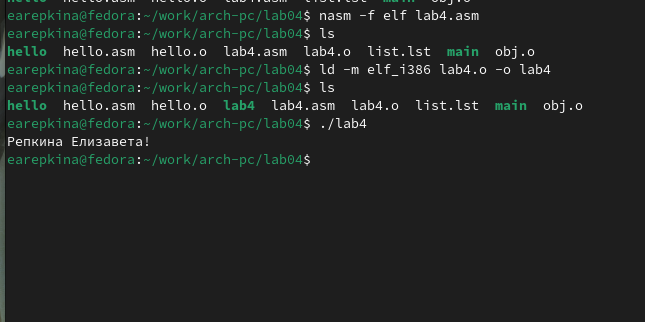 earepkina@fedora:~/work/arch-pc/lab04$ nasm -f elf lab4.asm
earepkina@fedora:~/work/arch-pc/lab04$ ls
hello  hello.asm  hello.o  lab4.asm  lab4.o  list.lst  main  obj.o
earepkina@fedora:~/work/arch-pc/lab04$ ld -m elf_i386 lab4.o -o lab4
earepkina@fedora:~/work/arch-pc/lab04$ ls
hello  hello.asm  hello.o  lab4  lab4.asm  lab4.o  list.lst  main  obj.o
earepkina@fedora:~/work/arch-pc/lab04$ ./lab4
Репкина Елизавета!
earepkina@fedora:~/work/arch-pc/lab04$